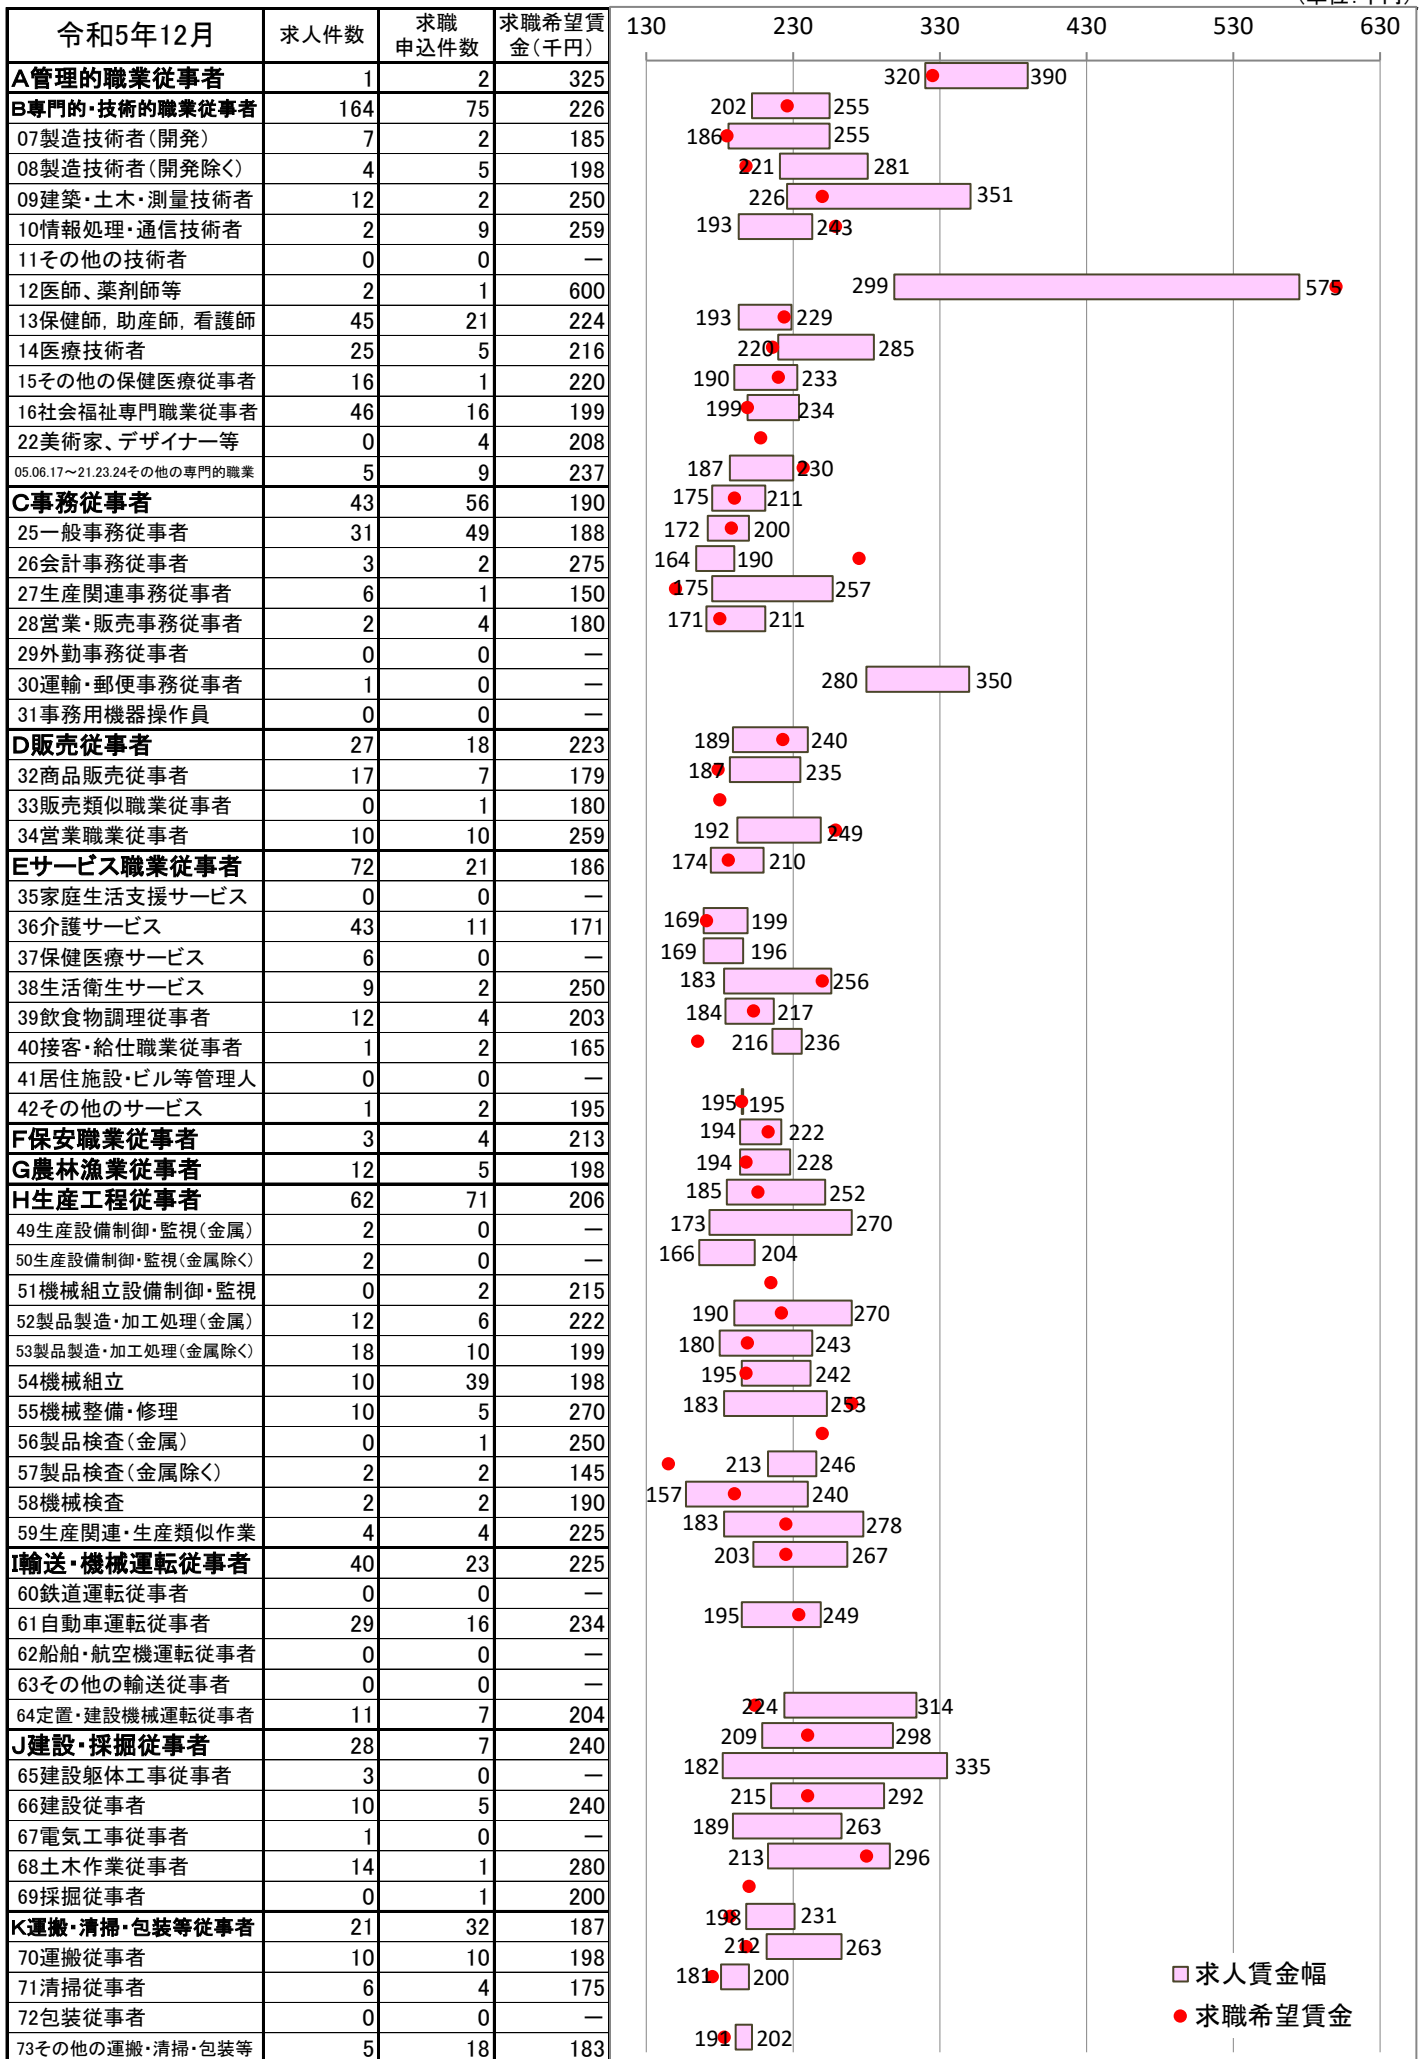 (単位:千円)
令和5年12月 求人件数 求職申込件数 求職希望賃金(千円) 130 230 330 430 530 630
A管理的職業従事者 1 2 325 320 390
B専門的・技術的職業従事者 164 75 226 202 255
07製造技術者(開発) 7 2 185 186 255
08製造技術者(開発除く) 4 5 198 221 281
09建築・土木・測量技術者 12 2 250 226 351
10情報処理・通信技術者 2 9 259 193 243
11その他の技術者 0 0 ―
12医師、薬剤師等 2 1 600 299 575
13保健師, 助産師, 看護師 45 21 224 193 229
14医療技術者 25 5 216 220 285
15その他の保健医療従事者 16 1 220 190 233
16社会福祉専門職業従事者 46 16 199 199 234
22美術家、デザイナー等 0 4 208
05.06.17~21.23.24その他の専門的職業 5 9 237 187 230
C事務従事者 43 56 190 175 211
25一般事務従事者 31 49 188 172 200
26会計事務従事者 3 2 275 164 190
27生産関連事務従事者 6 1 150 175 257
28営業・販売事務従事者 2 4 180 171 211
29外勤事務従事者 0 0 ―
30運輸・郵便事務従事者 1 0 ― 280 350
31事務用機器操作員 0 0 ―
D販売従事者 27 18 223 189 240
32商品販売従事者 17 7 179 187 235
33販売類似職業従事者 0 1 180
34営業職業従事者 10 10 259 192 249
Eサービス職業従事者 72 21 186 174 210
35家庭生活支援サービス 0 0 ―
36介護サービス 43 11 171 169 199
37保健医療サービス 6 0 ― 169 196
38生活衛生サービス 9 2 250 183 256
39飲食物調理従事者 12 4 203 184 217
40接客・給仕職業従事者 1 2 165 216 236
41居住施設・ビル等管理人 0 0 ―
42その他のサービス 1 2 195 195 195
F保安職業従事者 3 4 213 194 222
G農林漁業従事者 12 5 198 194 228
H生産工程従事者 62 71 206 185 252
49生産設備制御・監視(金属) 2 0 ― 173 270
50生産設備制御・監視(金属除く) 2 0 ― 166 204
51機械組立設備制御・監視 0 2 215
52製品製造・加工処理(金属) 12 6 222 190 270
53製品製造・加工処理(金属除く) 18 10 199 180 243
54機械組立 10 39 198 195 242
55機械整備・修理 10 5 270 183 253
56製品検査(金属) 0 1 250
57製品検査(金属除く) 2 2 145 213 246
58機械検査 2 2 190 157 240
59生産関連・生産類似作業 4 4 225 183 278
I輸送・機械運転従事者 40 23 225 203 267
60鉄道運転従事者 0 0 ―
61自動車運転従事者 29 16 234 195 249
62船舶・航空機運転従事者 0 0 ―
63その他の輸送従事者 0 0 ―
64定置・建設機械運転従事者 11 7 204 224 314
J建設・採掘従事者 28 7 240 209 298
65建設躯体工事従事者 3 0 ― 182 335
66建設従事者 10 5 240 215 292
67電気工事従事者 1 0 ― 189 263
68土木作業従事者 14 1 280 213 296
69採掘従事者 0 1 200
K運搬・清掃・包装等従事者 21 32 187 198 231
70運搬従事者 10 10 198 212 263
71清掃従事者 6 4 175 181 200
72包装従事者 0 0 ―
73その他の運搬・清掃・包装等 5 18 183 191 202
求人賃金幅
求職希望賃金